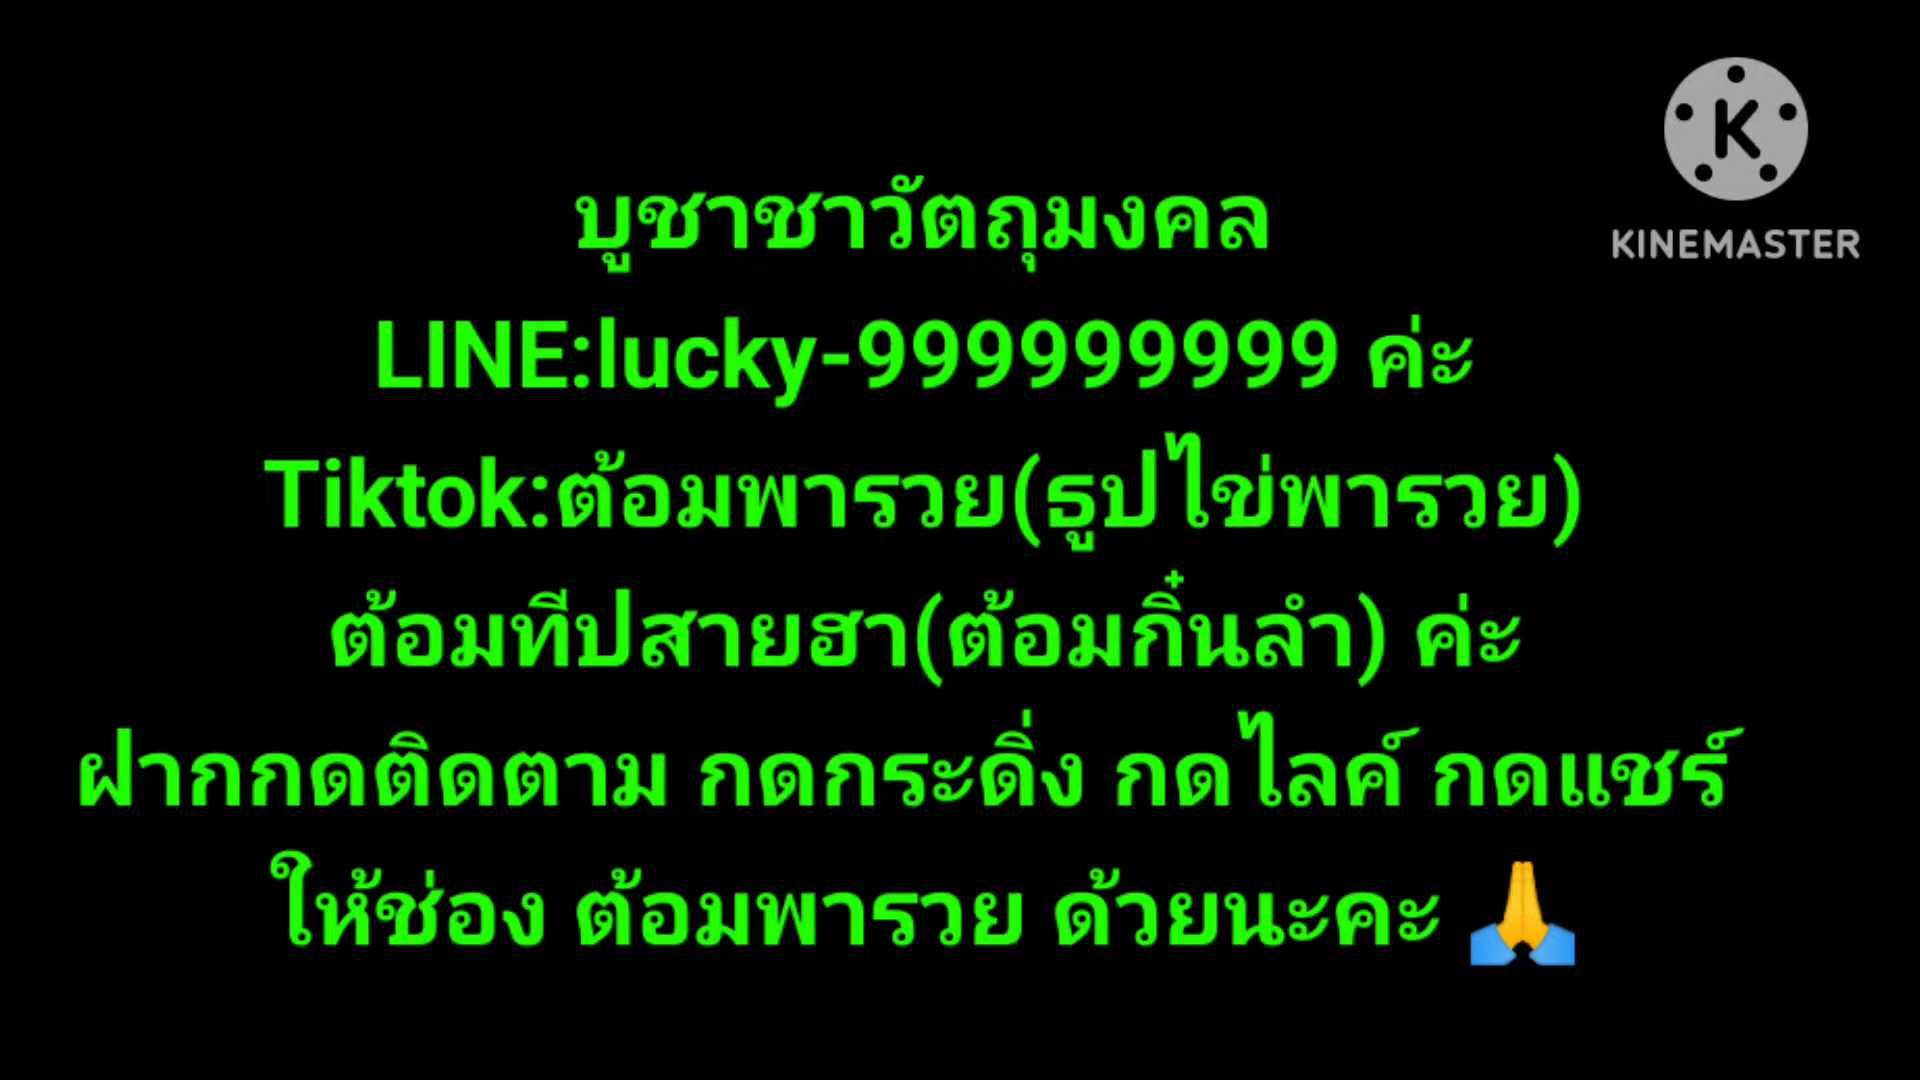 บูชาชาวัตถุมงคล
LINE:lucky-999999999 ค่ะ
Tiktok:ต้อมพารวย(ธูปไข่พารวย)
ต้อมทีปสายฮา(ต้อมกิ๋นลำ) ค่ะ
ฝากกดติดตาม กดกระดิ่ง กดไลค์ กดแชร์
ให้ช่อง ต้อมพารวย ด้วยนะคะ 🙏
K
KINEMASTER